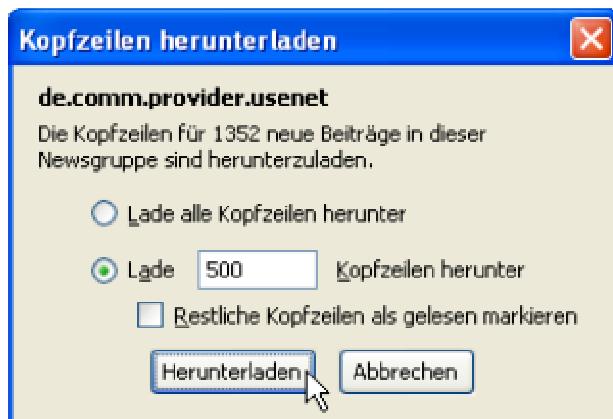 Kopfzeilen herunterladen
de.comm.provider.usenet
Die Kopfzeilen für 1352 neue Beiträge in dieser
Newsgruppe sind herunterzuladen.
Lade alle Kopfzeilen herunter
Lade 500 Kopfzeilen herunter
Restliche Kopfzeilen als gelesen markieren
Herunterladen Abbrechen